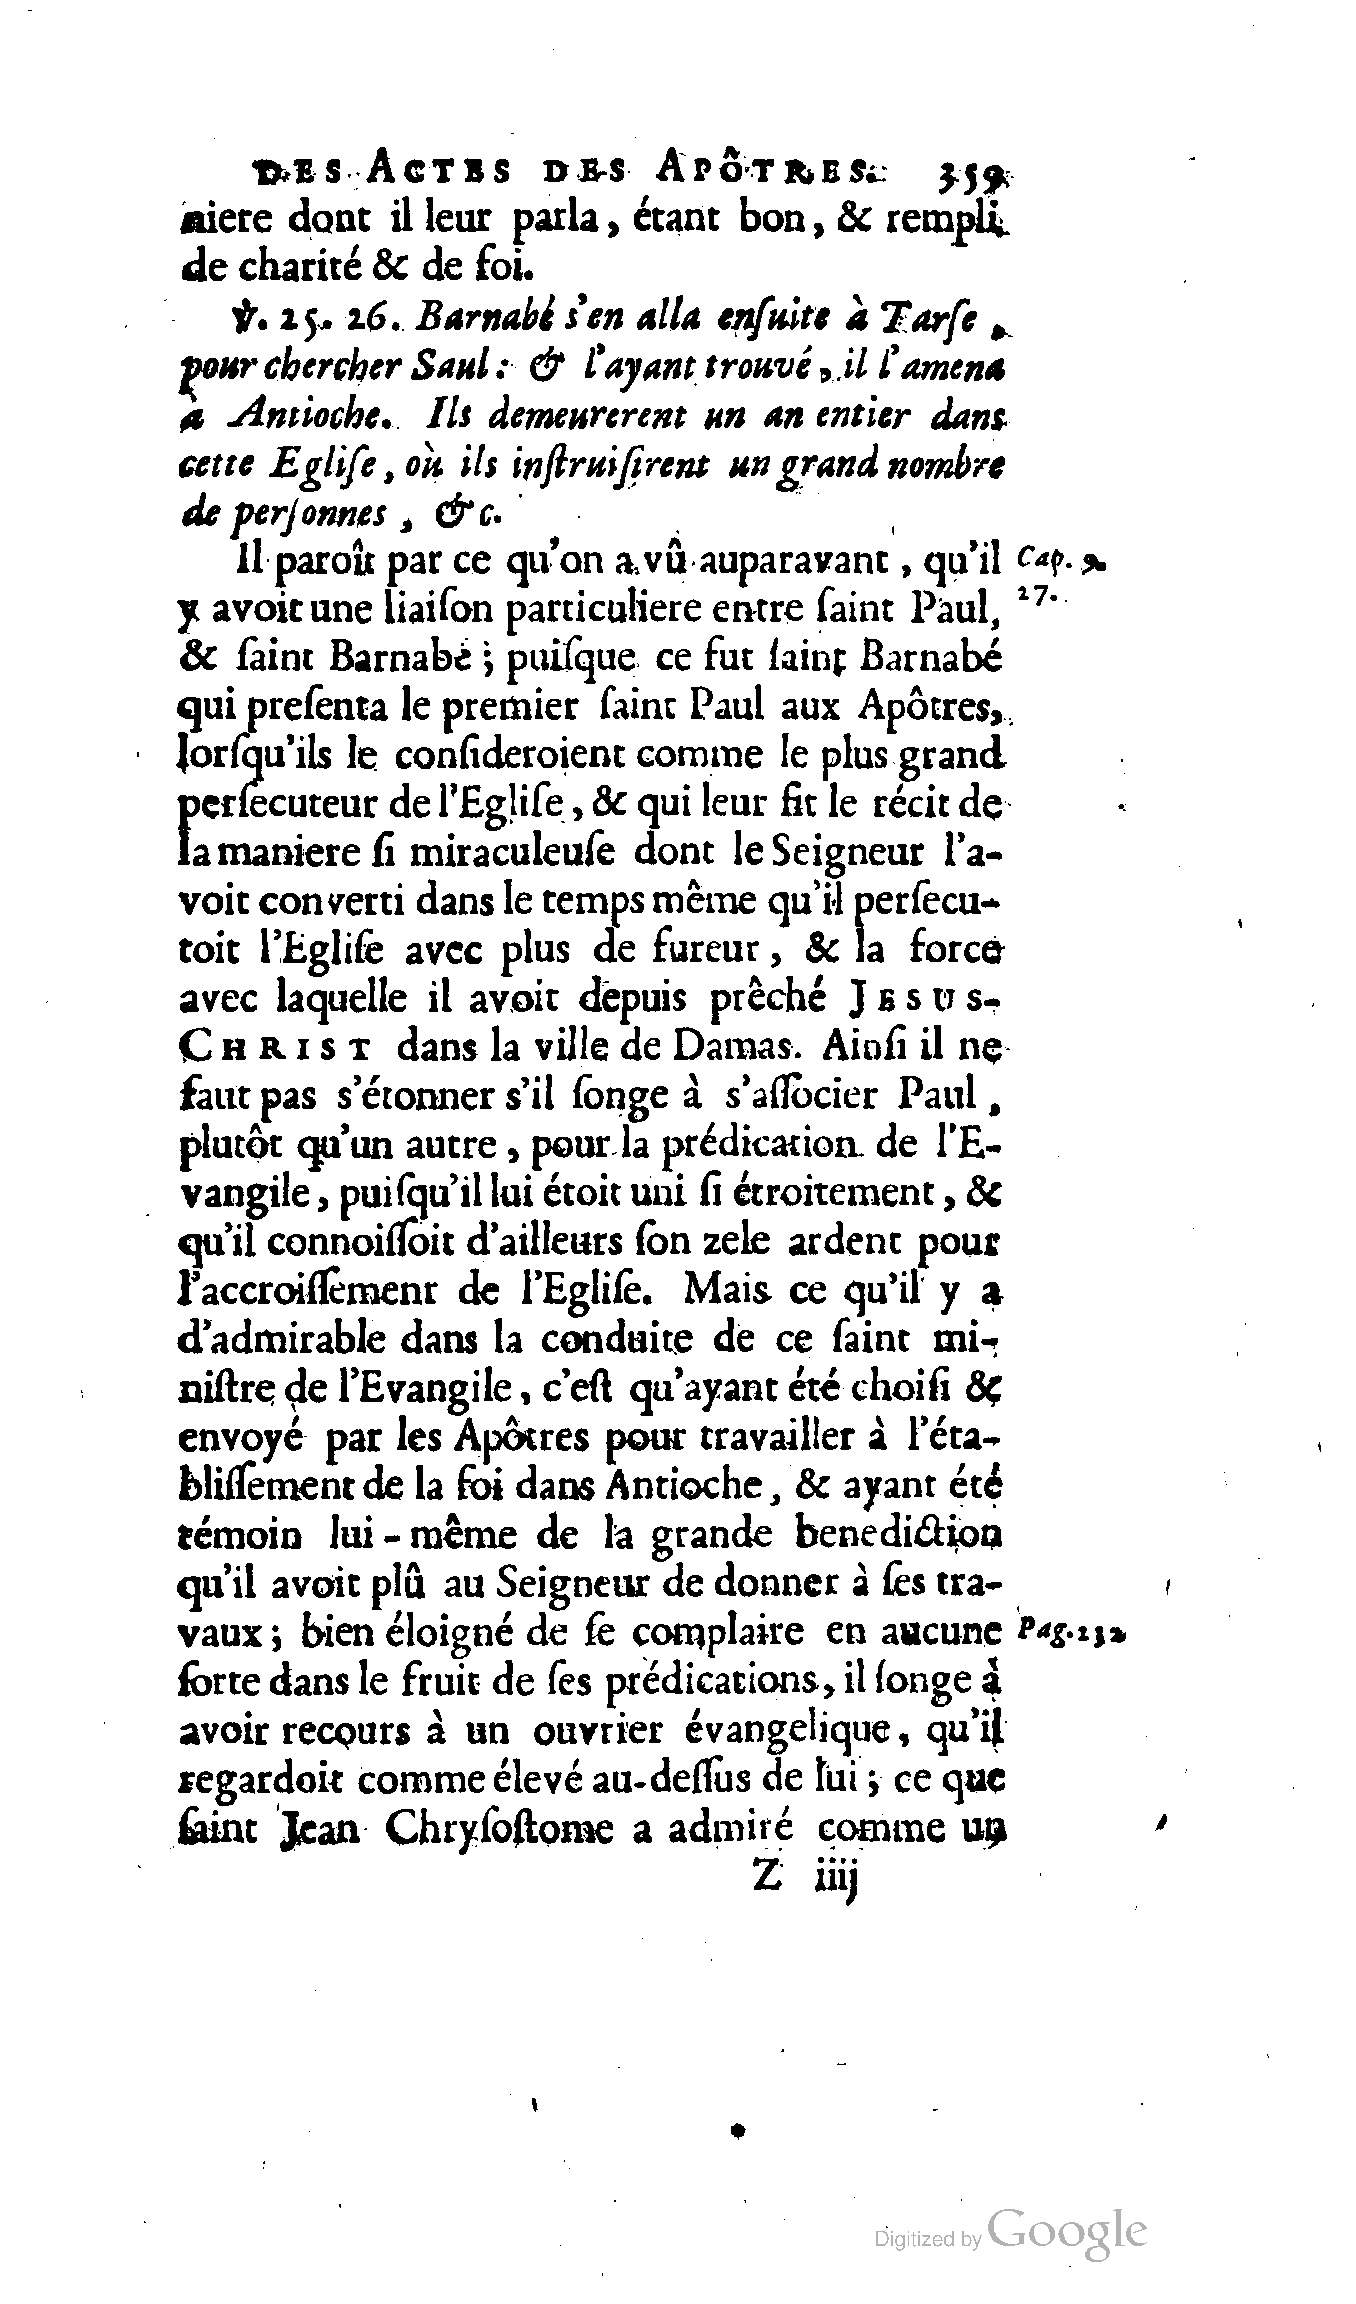 DES ACTES DES APÔTRES. 359
niere dont il leur parla, étant bon, & rempli
de charité & de foi.
℣. 25. 26. Barnabé s'en alla enſuite à Tarſe,
pour chercher Saul: & l'ayant trouvé, il l'amena
à Antioche. Ils demeurerent un an entier dans
cette Egliſe, où ils inſtruiſirent un grand nombre
de perſonnes, &c.
Il paroît par ce qu'on a vû auparavant, qu'il
Cap. 9.
27.
y avoit une liaiſon particuliere entre ſaint Paul,
& ſaint Barnabé; puiſque ce fut ſaint Barnabé
qui preſenta le premier ſaint Paul aux Apôtres,
lorſqu'ils le conſideroient comme le plus grand
perſecuteur de l'Egliſe, & qui leur fit le récit de
la maniere ſi miraculeuſe dont le Seigneur l'a-
voit converti dans le temps même qu'il perſecu-
toit l'Egliſe avec plus de fureur, & la force
avec laquelle il avoit depuis prêché JESUS-
CHRIST dans la ville de Damas. Ainſi il ne
faut pas s'étonner s'il ſonge à s'aſſocier Paul,
plutôt qu'un autre, pour la prédication de l'E-
vangile, puiſqu'il lui étoit uni ſi étroitement, &
qu'il connoiſſoit d'ailleurs ſon zele ardent pour
l'accroiſſement de l'Egliſe. Mais ce qu'il y a
d'admirable dans la conduite de ce ſaint mi-
niſtre de l'Evangile, c'eſt qu'ayant été choiſi &
envoyé par les Apôtres pour travailler à l'éta-
bliſſement de la foi dans Antioche, & ayant été
témoin lui-même de la grande benediction
qu'il avoit plû au Seigneur de donner à ſes tra-
vaux; bien éloigné de ſe complaire en aucune
Pag. 232
ſorte dans le fruit de ſes prédications, il ſonge à
avoir recours à un ouvrier évangelique, qu'il
regardoit comme élevé au-deſſus de lui; ce que
ſaint Jean Chryſoſtome a admiré comme un
Z iiij
Digitized by Google